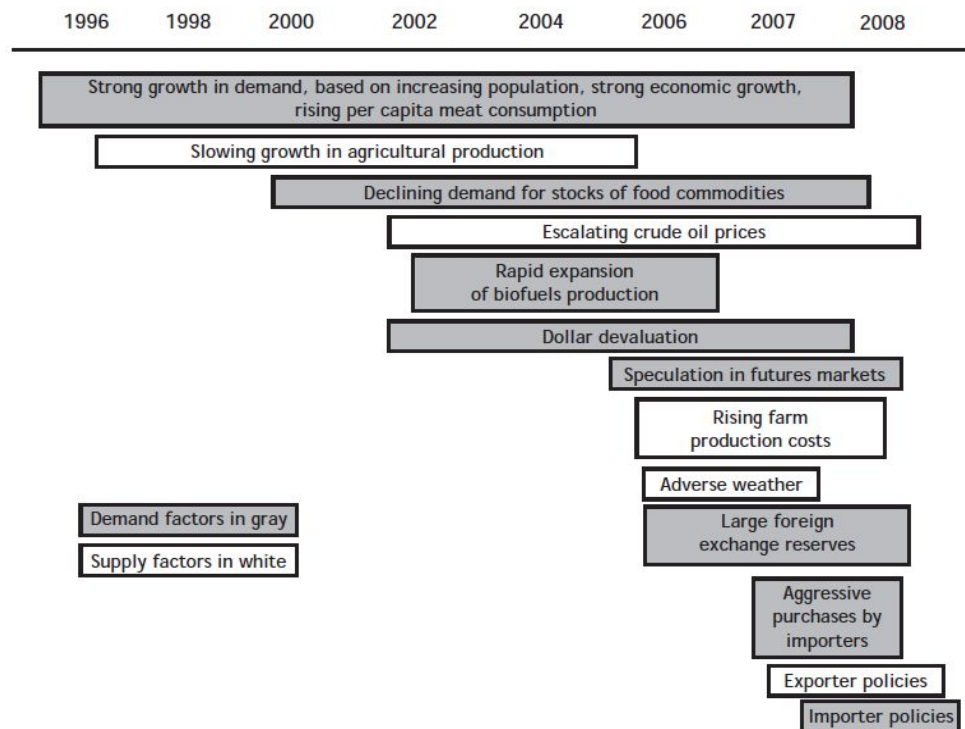 1996 1998 2000 2002 2004 2006 2007 2008
Strong growth in demand, based on increasing population, strong economic growth,
rising per capita meat consumption
Slowing growth in agricultural production
Declining demand for stocks of food commodities
Escalating crude oil prices
Rapid expansion
of biofuels production
Dollar devaluation
Speculation in futures markets
Rising farm
production costs
Adverse weather
Demand factors in gray
Supply factors in white
Large foreign
exchange reserves
Aggressive
purchases by
importers
Exporter policies
Importer policies